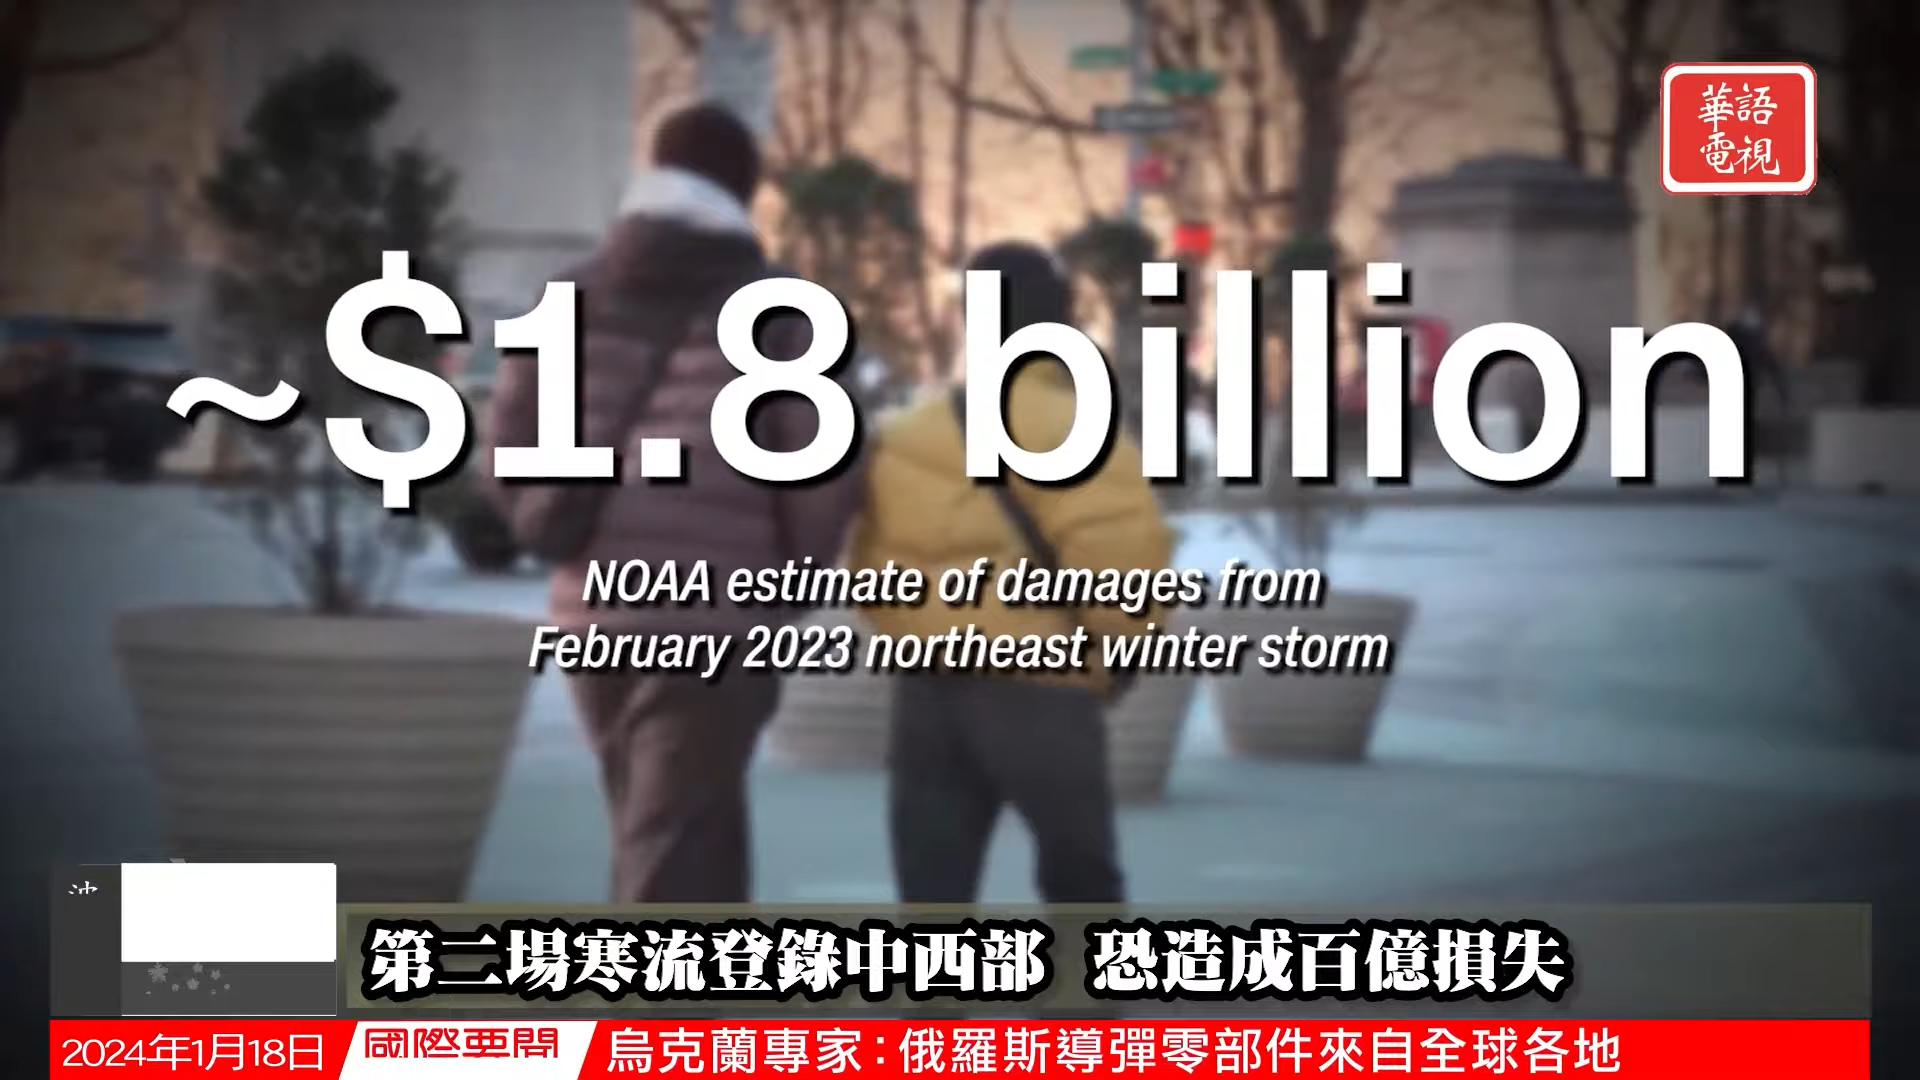 華語
電視
~$1.8 billion
NOAA estimate of damages from
February 2023 northeast winter storm
第二場寒流登錄中西部 恐造成百億損失
2024年1月18日 國際要聞 烏克蘭專家：俄羅斯導彈零部件來自全球各地